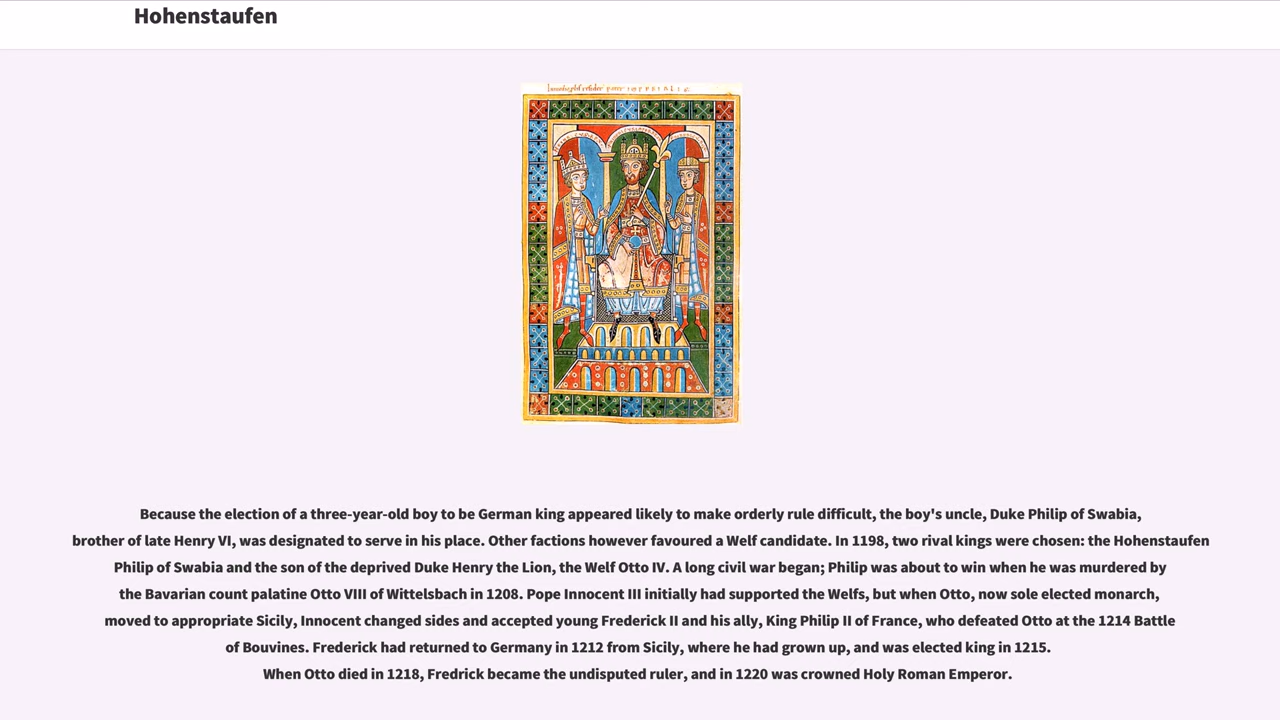 Hohenstaufen
Because the election of a three-year-old boy to be German king appeared likely to make orderly rule difficult, the boy's uncle, Duke Philip of Swabia,
brother of late Henry VI, was designated to serve in his place. Other factions however favoured a Welf candidate. In 1198, two rival kings were chosen: the Hohenstaufen
Philip of Swabia and the son of the deprived Duke Henry the Lion, the Welf Otto IV. A long civil war began; Philip was about to win when he was murdered by
the Bavarian count palatine Otto VIII of Wittelsbach in 1208. Pope Innocent III initially had supported the Welfs, but when Otto, now sole elected monarch,
moved to appropriate Sicily, Innocent changed sides and accepted young Frederick II and his ally, King Philip II of France, who defeated Otto at the 1214 Battle
of Bouvines. Frederick had returned to Germany in 1212 from Sicily, where he had grown up, and was elected king in 1215.
When Otto died in 1218, Fredrick became the undisputed ruler, and in 1220 was crowned Holy Roman Emperor.